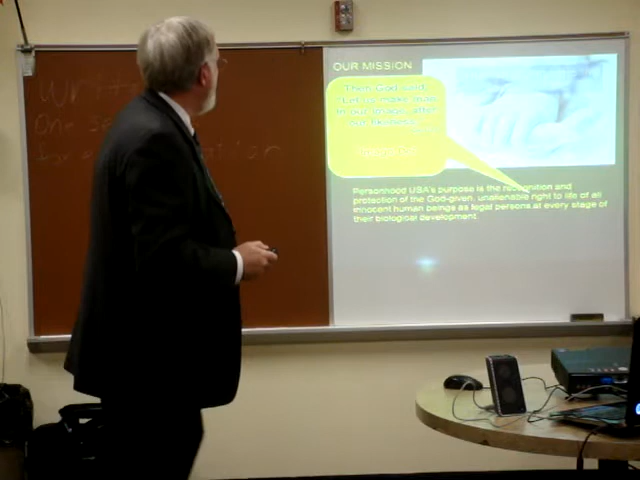 OUR MISSION
Then God said,
"Let us make man
in our image, after
our likeness...
Personhood USA's purpose is the recognition and
protection of the God-given, unalienable right to life of all
innocent human beings as legal persons at every stage of
their biological development.